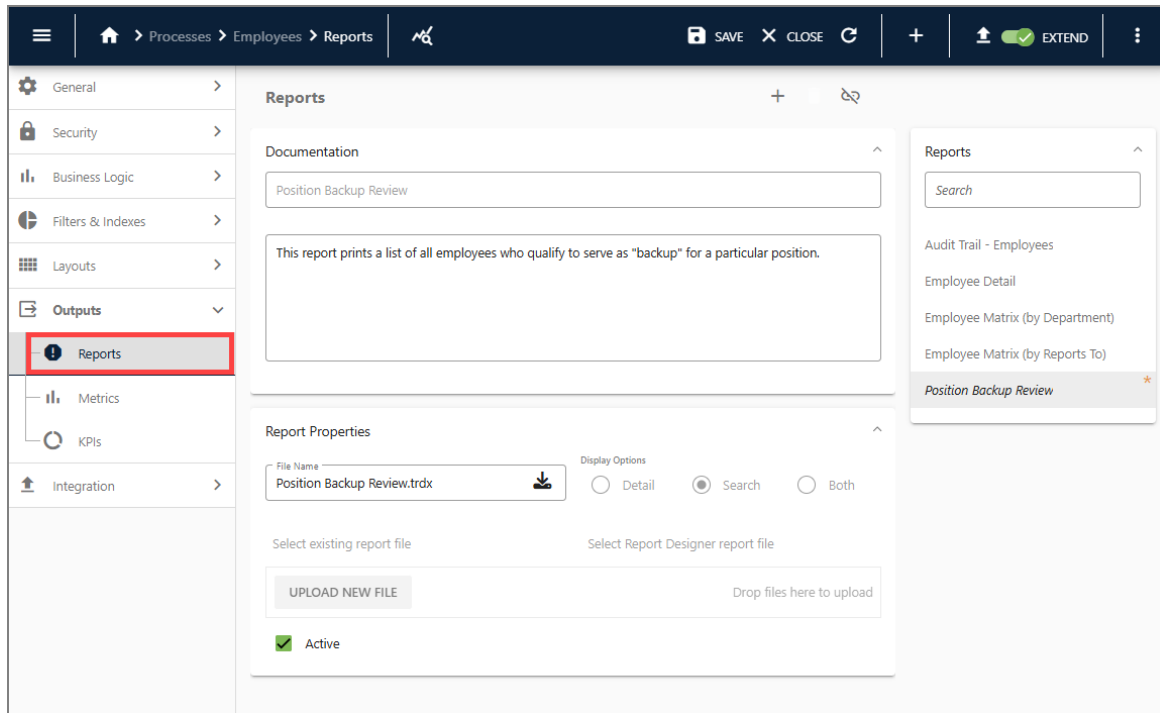 Processes Employees Reports SAVE CLOSE EXTEND
General
Security
Business Logic
Filters & Indexes
Layouts
Outputs
Reports
Metrics
KPIs
Integration
Reports
Documentation
Position Backup Review
This report prints a list of all employees who qualify to serve as "backup" for a particular position.
Report Properties
File Name
Position Backup Review.trdx
Display Options
Detail Search Both
Select existing report file Select Report Designer report file
UPLOAD NEW FILE Drop files here to upload
Active
Reports
Search
Audit Trail - Employees
Employee Detail
Employee Matrix (by Department)
Employee Matrix (by Reports To)
Position Backup Review *